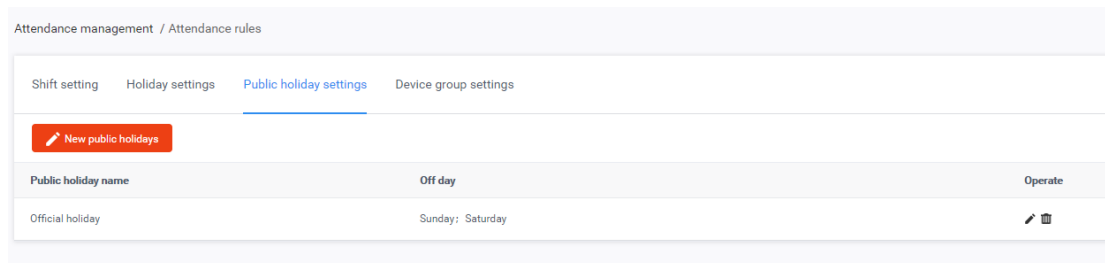 Attendance management / Attendance rules
Shift setting Holiday settings Public holiday settings Device group settings
New public holidays
Public holiday name Off day Operate
Official holiday Sunday; Saturday